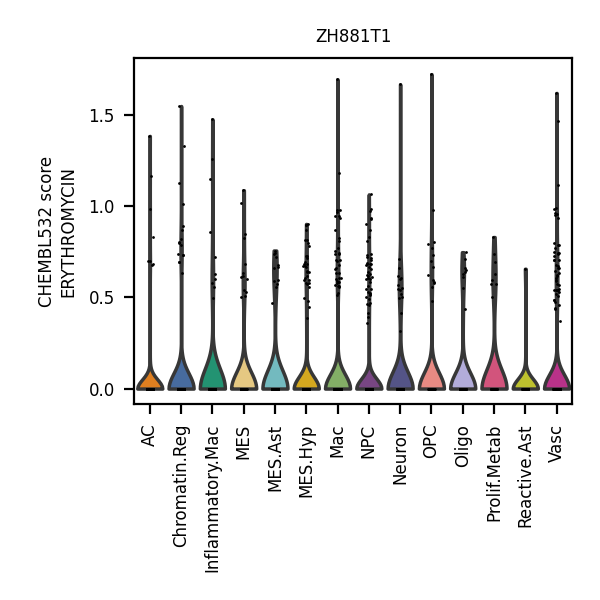 ZH881T1
CHEMBL532 score
ERYTHROMYCIN
1.5
1.0
0.5
0.0
AC
Chromatin.Reg
Inflammatory.Mac
MES
MES.Ast
MES.Hyp
Mac
NPC
Neuron
OPC
Oligo
Prolif.Metab
Reactive.Ast
Vasc